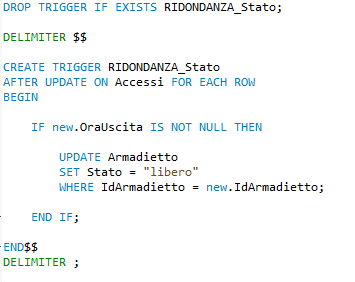 DROP TRIGGER IF EXISTS RIDONDANZA_Stato;
DELIMITER $$
CREATE TRIGGER RIDONDANZA_Stato
AFTER UPDATE ON Accessi FOR EACH ROW
BEGIN
IF new.OraUscita IS NOT NULL THEN
UPDATE Armadietto
SET Stato = "libero"
WHERE IdArmadietto = new.IdArmadietto;
END IF;
END$$
DELIMITER ;